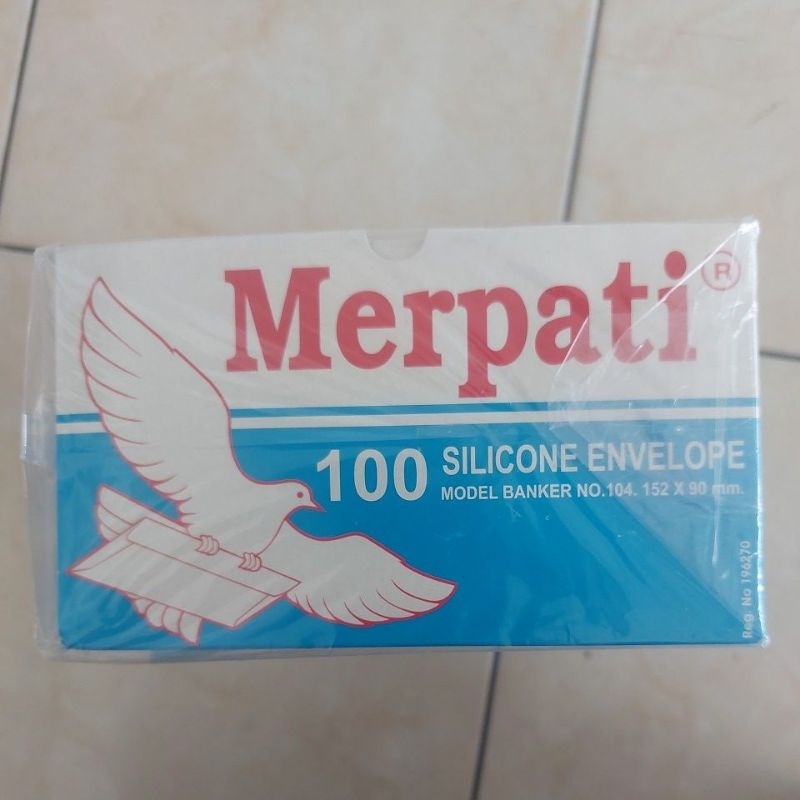 Merpati®
100 SILICONE ENVELOPE
MODEL BANKER NO.104. 152 X 90 mm.
Reg. No 196270